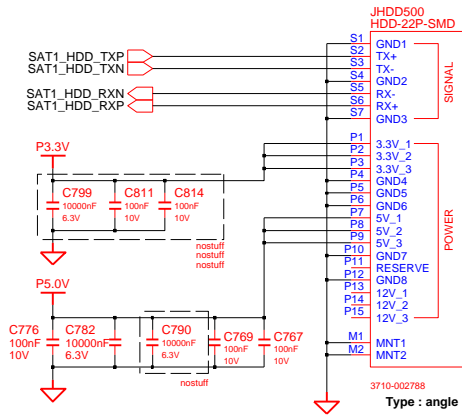 JHDD500
HDD-22P-SMD
SAT1_HDD_TXP
SAT1_HDD_TXN
SAT1_HDD_RXN
SAT1_HDD_RXP
S1 GND1
S2 TX+
S3 TX-
S4 GND2
S5 RX-
S6 RX+
S7 GND3
SIGNAL
P1 3.3V_1
P2 3.3V_2
P3 3.3V_3
P4 GND4
P5 GND5
P6 GND6
P7 5V_1
P8 5V_2
P9 5V_3
P10 GND7
P11 RESERVE
P12 GND8
P13 12V_1
P14 12V_2
P15 12V_3
POWER
M1 MNT1
M2 MNT2
3710-002788
Type : angle
P3.3V
C799
10000nF
6.3V
C811
100nF
10V
C814
100nF
10V
nostuff
nostuff
nostuff
P5.0V
C776
100nF
10V
C782
10000nF
6.3V
C790
10000nF
6.3V
nostuff
C769
100nF
10V
C767
100nF
10V